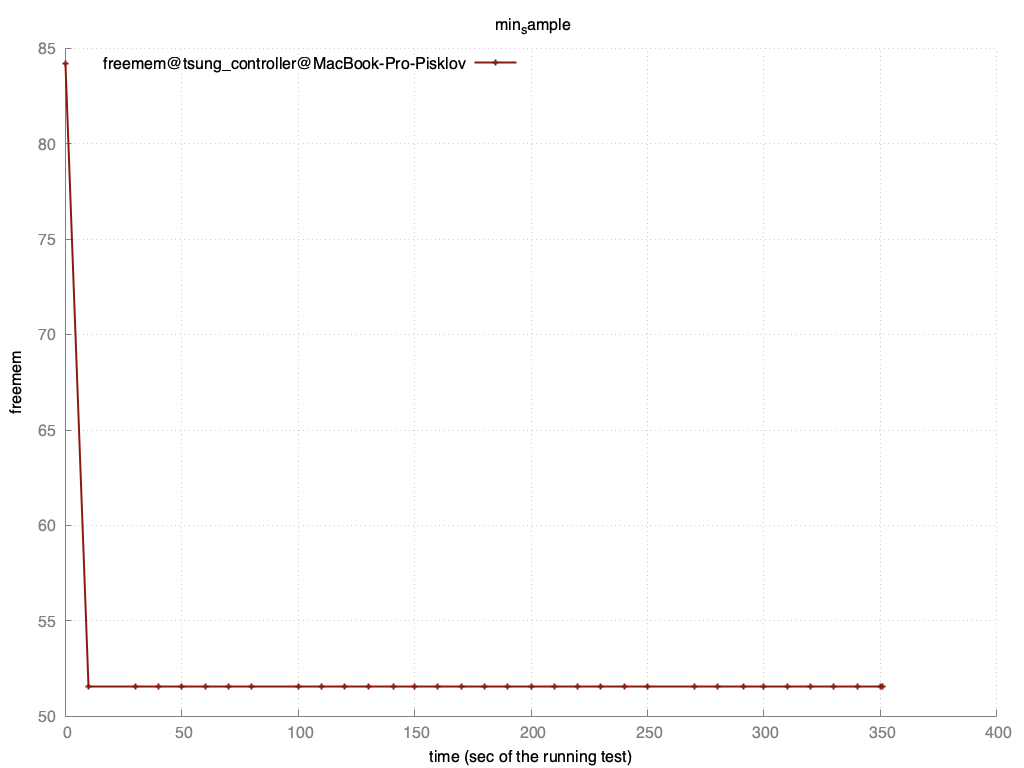 min_sample
85
freemem@tsung_controller@MacBook-Pro-Pisklov
80
75
70
65
60
55
50
freemem
0 50 100 150 200 250 300 350 400
time (sec of the running test)